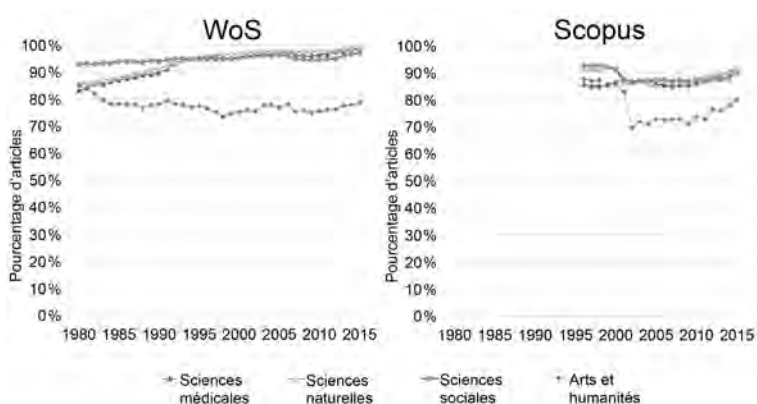 WoS
Pourcentage d'articles
100 %
90 %
80 %
70 %
60 %
50 %
40 %
30 %
20 %
10 %
0 %
1980 1985 1990 1995 2000 2005 2010 2015
Scopus
Pourcentage d'articles
100 %
90 %
80 %
70 %
60 %
50 %
40 %
30 %
20 %
10 %
0 %
1980 1985 1990 1995 2000 2005 2010 2015
Sciences
médicales
Sciences
naturelles
Sciences
sociales
Arts et
humanités